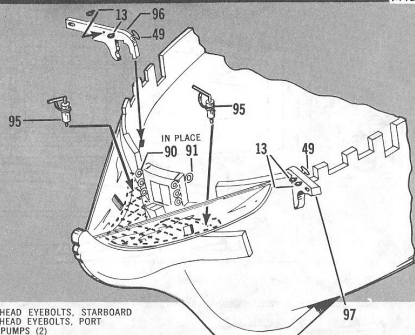 13
96
49
95
95
IN PLACE
90
91
13
49
97
HEAD EYEBOLTS, STARBOARD
HEAD EYEBOLTS, PORT
PUMPS (2)